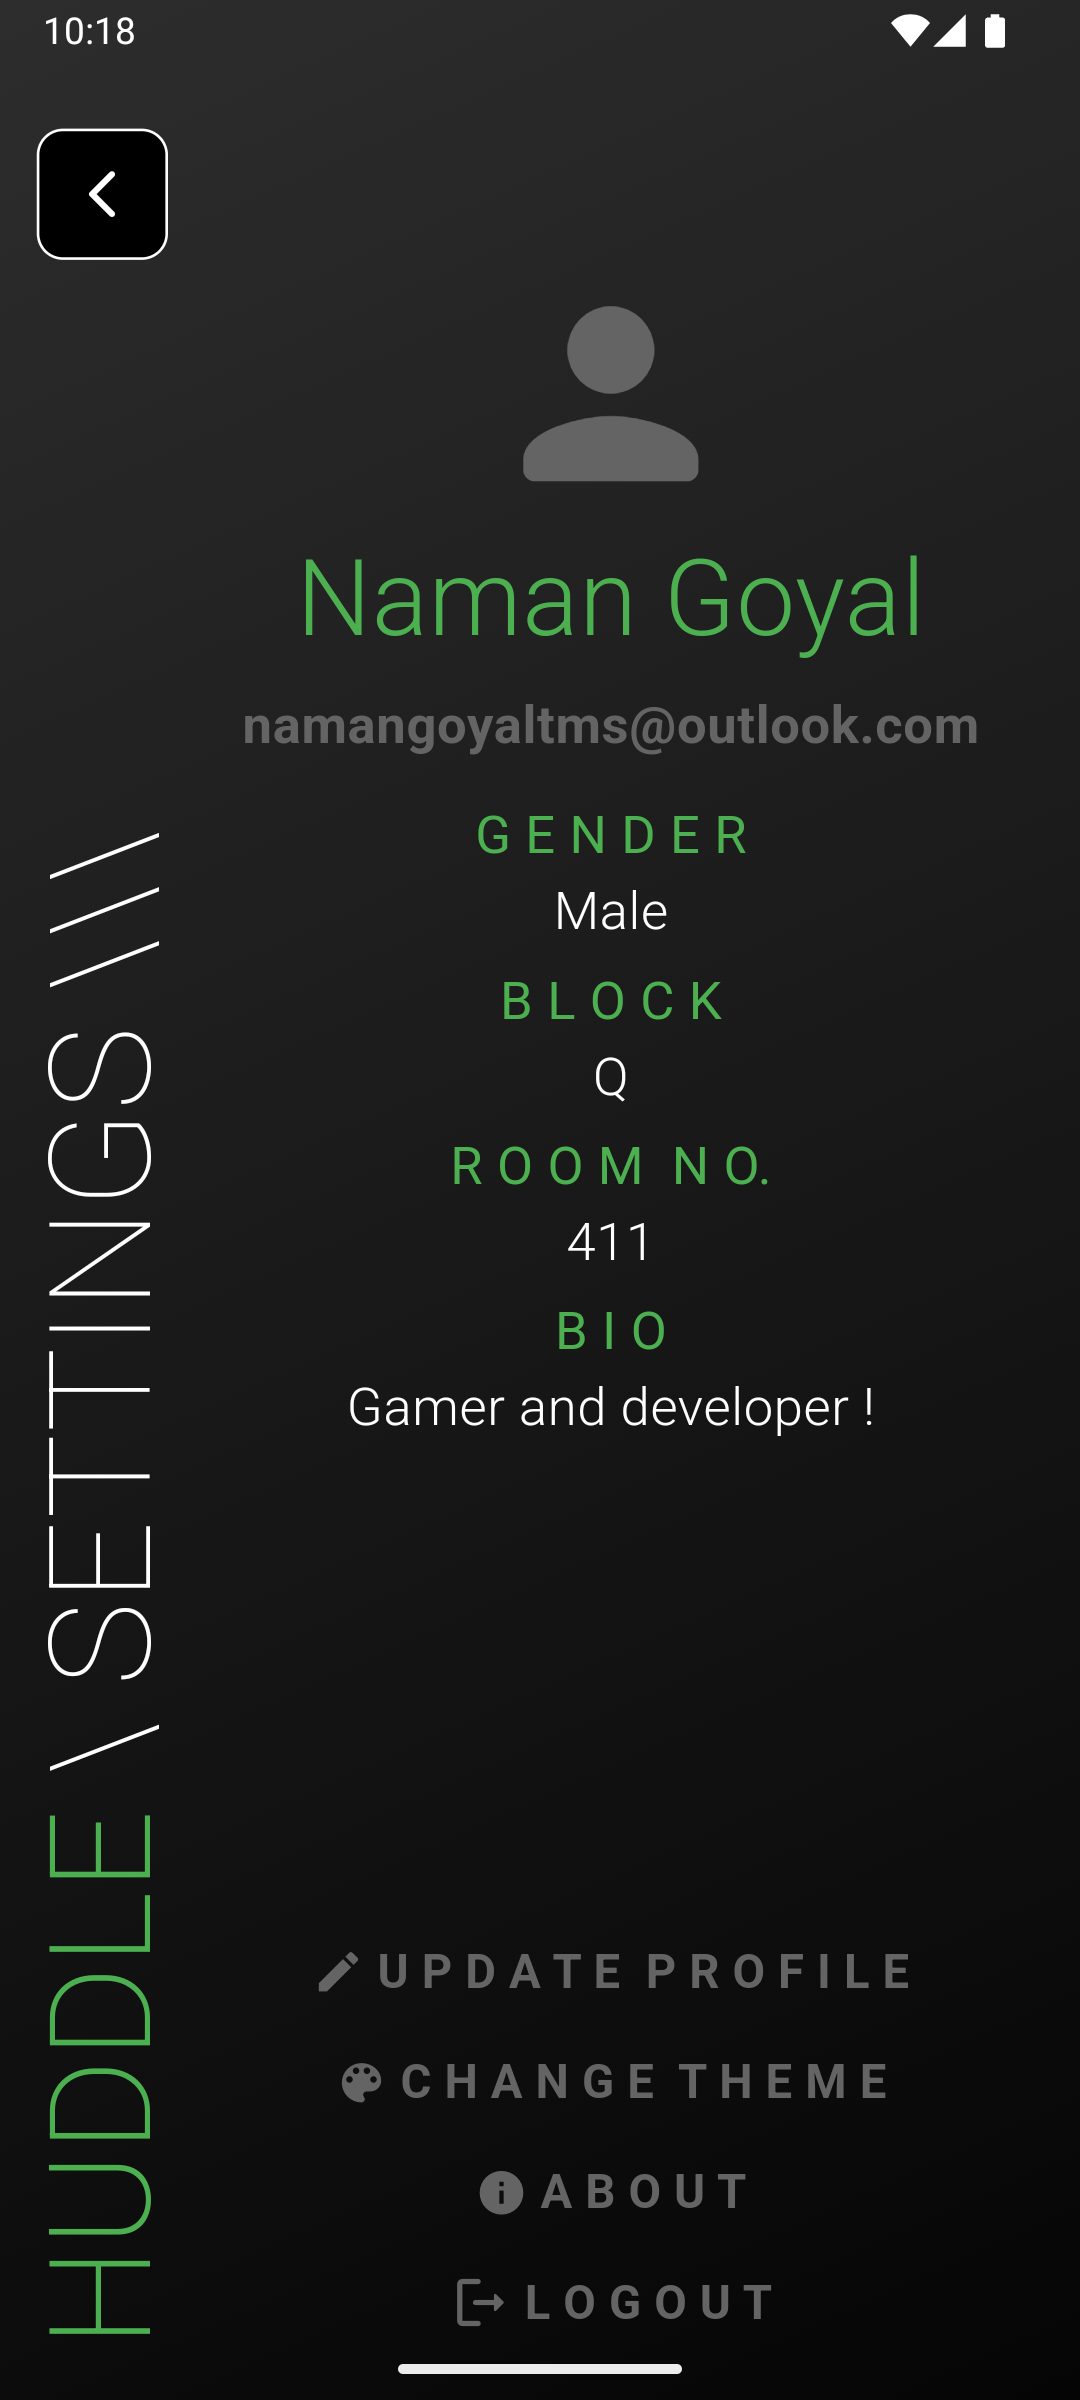 10:18
Naman Goyal
namangoyaltms@outlook.com
GENDER
Male
BLOCK
Q
ROOM NO.
411
BIO
Gamer and developer !
HUDDLE \ SETTINGS \\\
UPDATE PROFILE
CHANGE THEME
ABOUT
LOGOUT